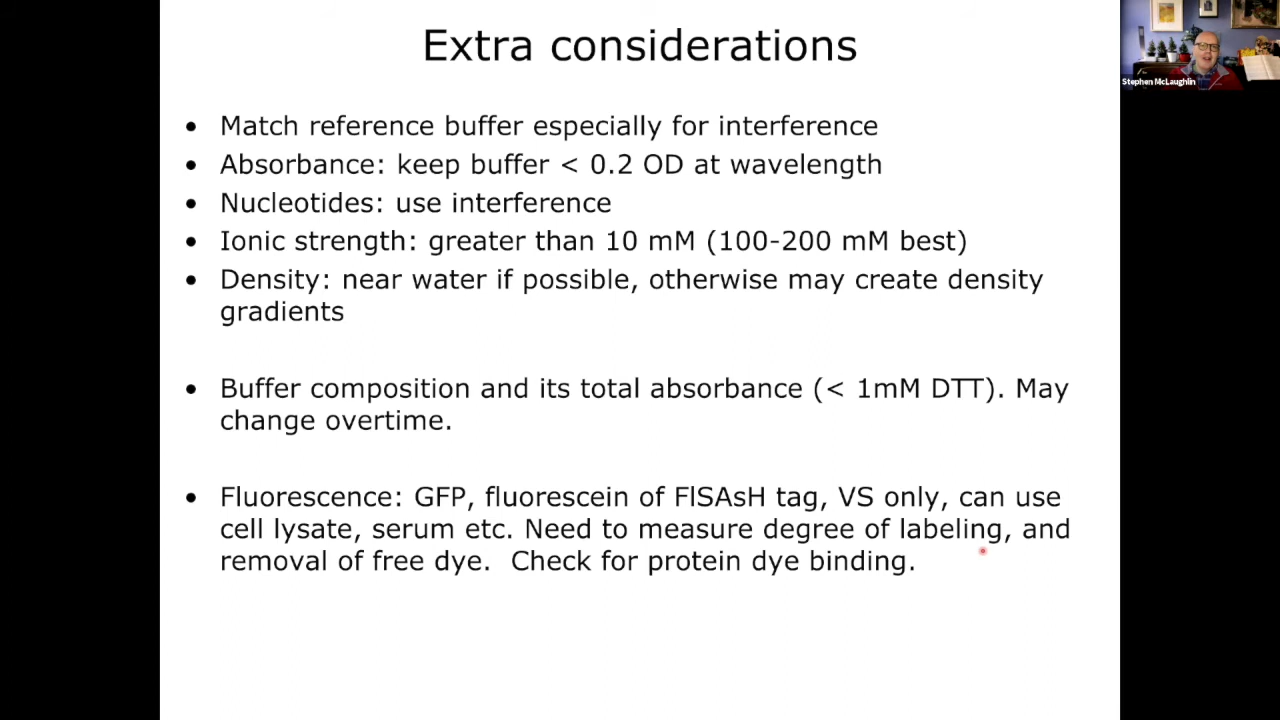 Extra considerations
Stephen McLaughlin
• Match reference buffer especially for interference
• Absorbance: keep buffer < 0.2 OD at wavelength
• Nucleotides: use interference
• Ionic strength: greater than 10 mM (100-200 mM best)
• Density: near water if possible, otherwise may create density
gradients
• Buffer composition and its total absorbance (< 1mM DTT). May
change overtime.
• Fluorescence: GFP, fluorescein of FlSAsH tag, VS only, can use
cell lysate, serum etc. Need to measure degree of labeling, and
removal of free dye.  Check for protein dye binding.